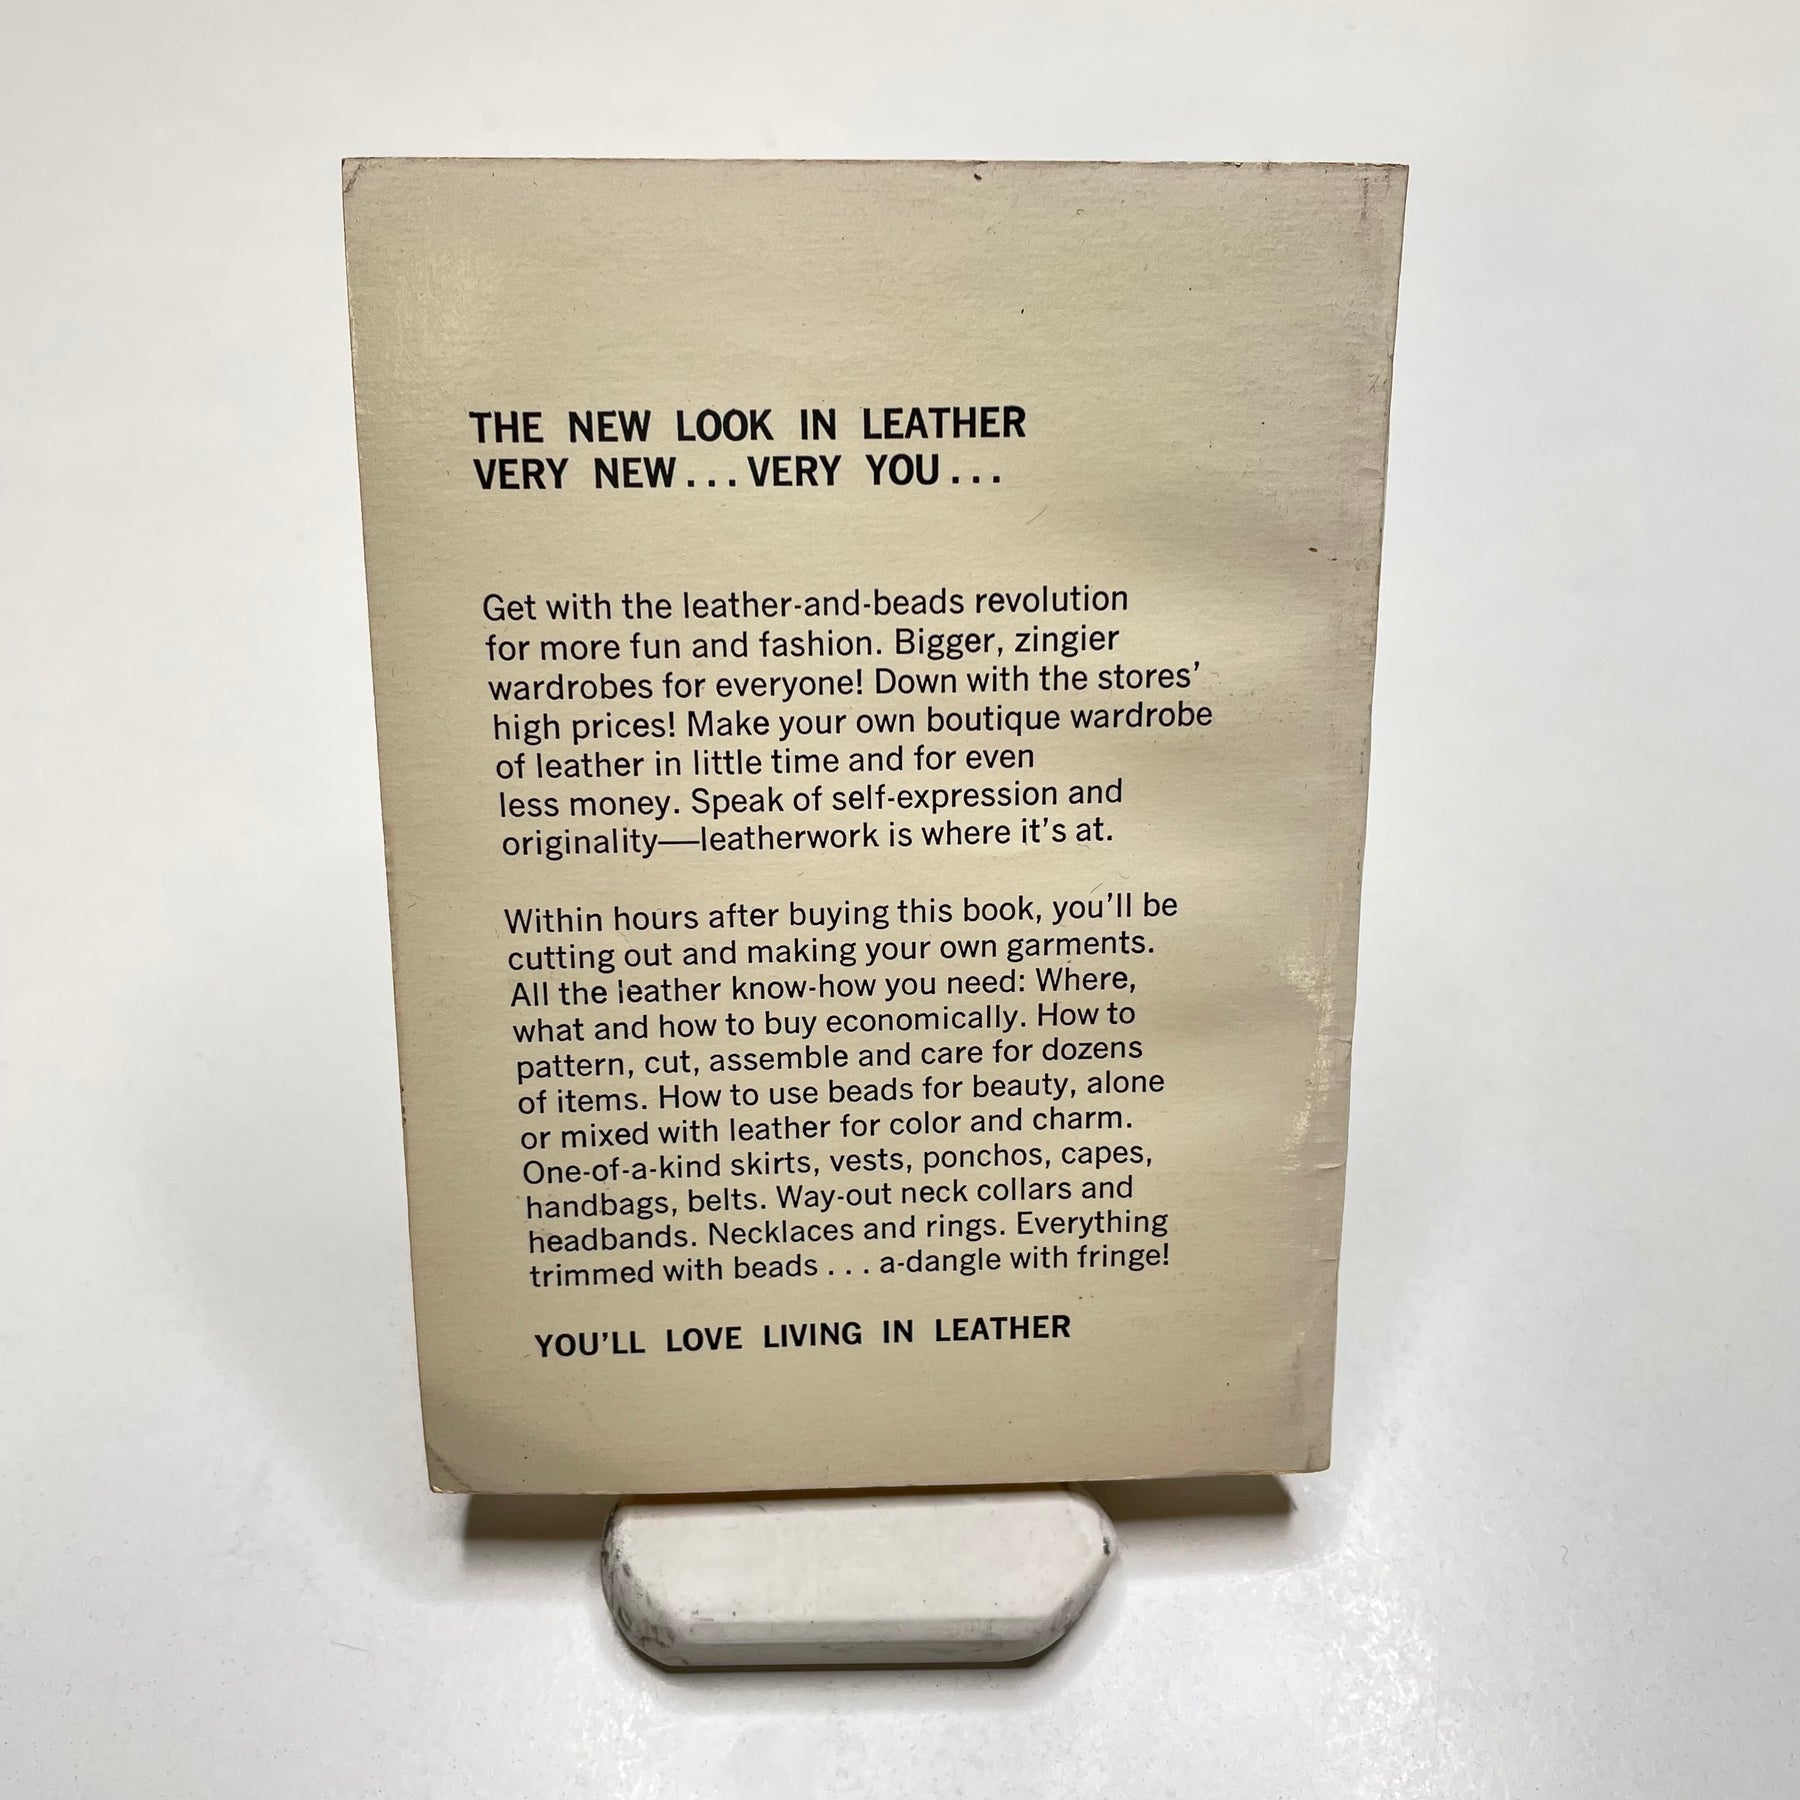 THE NEW LOOK IN LEATHER
VERY NEW . . . VERY YOU . . .
Get with the leather-and-beads revolution
for more fun and fashion. Bigger, zingier
wardrobes for everyone! Down with the stores’
high prices! Make your own boutique wardrobe
of leather in little time and for even
less money. Speak of self-expression and
originality—leatherwork is where it’s at.
Within hours after buying this book, you’ll be
cutting out and making your own garments.
All the leather know-how you need: Where,
what and how to buy economically. How to
pattern, cut, assemble and care for dozens
of items. How to use beads for beauty, alone
or mixed with leather for color and charm.
One-of-a-kind skirts, vests, ponchos, capes,
handbags, belts. Way-out neck collars and
headbands. Necklaces and rings. Everything
trimmed with beads . . . a-dangle with fringe!
YOU’LL LOVE LIVING IN LEATHER